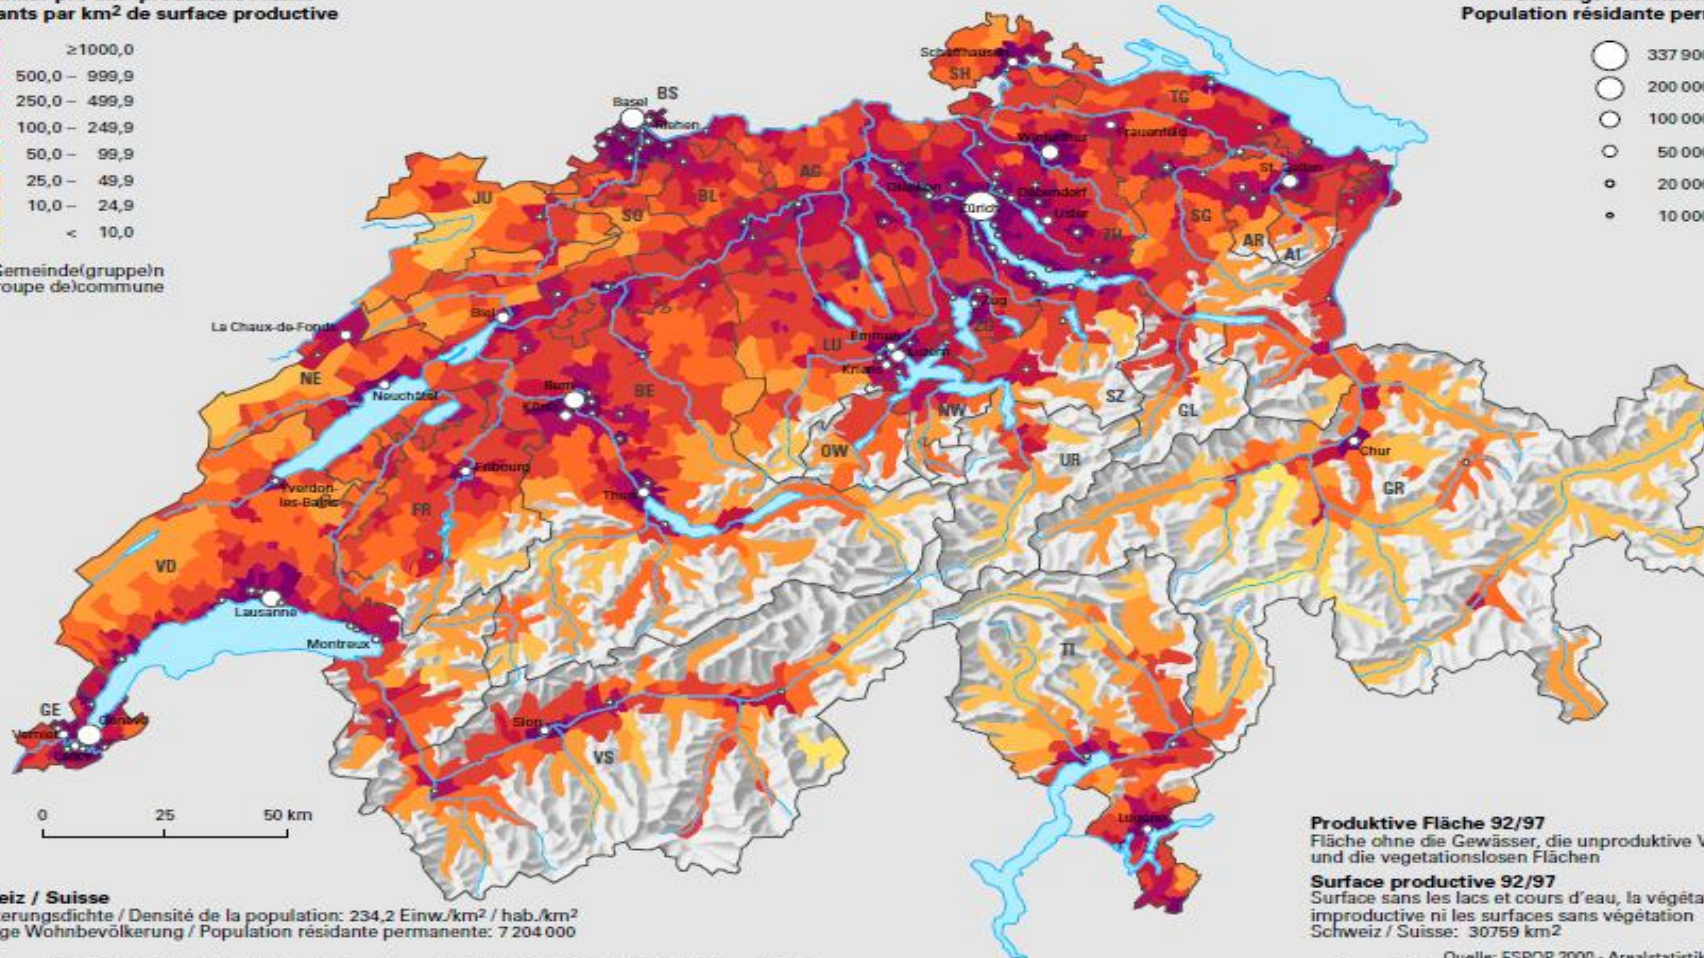 ants par km² de surface productive
≥1000,0
500,0 – 999,9
250,0 – 499,9
100,0 – 249,9
50,0 – 99,9
25,0 – 49,9
10,0 – 24,9
< 10,0
Gemeinde(gruppe)n
roupe de)commune
Population résidante per
337 900
200 000
100 000
50 000
20 000
10 000
Schaffhausen
SH
BS
Basel
Riehen
TG
Winterthur
Frauenfeld
St. Gallen
AG
JU
BL
SO
Dietikon
Dübendorf
Zürich
Uster
SG
ZH
AR
AI
La Chaux-de-Fonds
Biel
Zug
ZG
Emmen
LU
Luzern
Kriens
NE
Neuchâtel
Bern
Köniz
BE
NW
SZ
GL
OW
UR
Chur
GR
Fribourg
Yverdon-
les-Bains
Thun
FR
VD
Lausanne
Montreux
TI
GE
Genève
Vernier
Lancy
Sion
VS
Lugano
0 25 50 km
Produktive Fläche 92/97
Fläche ohne die Gewässer, die unproduktive V
und die vegetationslosen Flächen
Surface productive 92/97
Surface sans les lacs et cours d'eau, la végéta
improductive ni les surfaces sans végétation
Schweiz / Suisse: 30759 km²
eiz / Suisse
kerungsdichte / Densité de la population: 234,2 Einw./km² / hab./km²
ge Wohnbevölkerung / Population résidante permanente: 7 204 000
Quelle: ESPOP 2000 - Arealstatistik